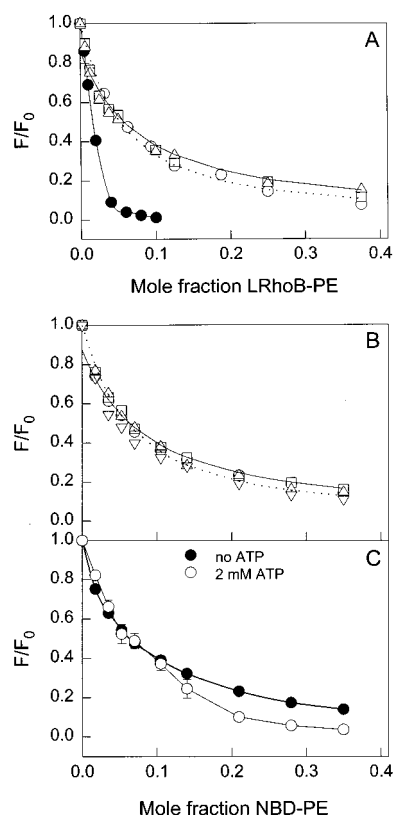 A
1.0
0.8
0.6
0.4
0.2
0.0
F/F0
0.0 0.1 0.2 0.3 0.4
Mole fraction LRhoB-PE
B
1.0
0.8
0.6
0.4
0.2
0.0
F/F0
C
no ATP
2 mM ATP
1.0
0.8
0.6
0.4
0.2
0.0
F/F0
0.0 0.1 0.2 0.3 0.4
Mole fraction NBD-PE